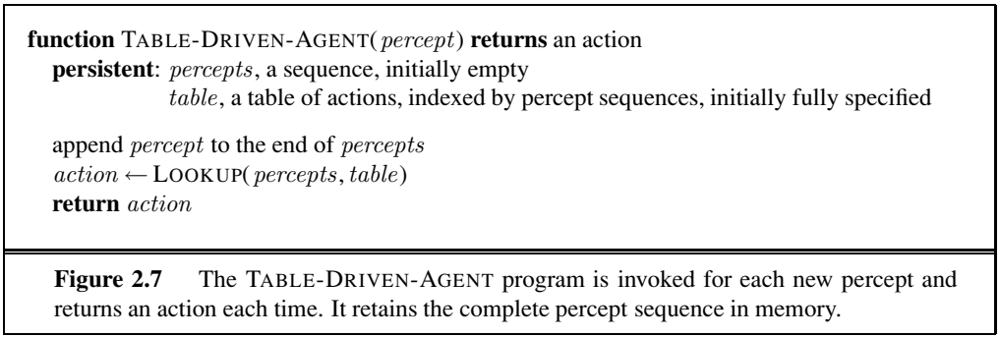 function TABLE-DRIVEN-AGENT(percept) returns an action
persistent: percepts, a sequence, initially empty
table, a table of actions, indexed by percept sequences, initially fully specified
append percept to the end of percepts
action ← LOOKUP(percepts, table)
return action
Figure 2.7 The TABLE-DRIVEN-AGENT program is invoked for each new percept and
returns an action each time. It retains the complete percept sequence in memory.